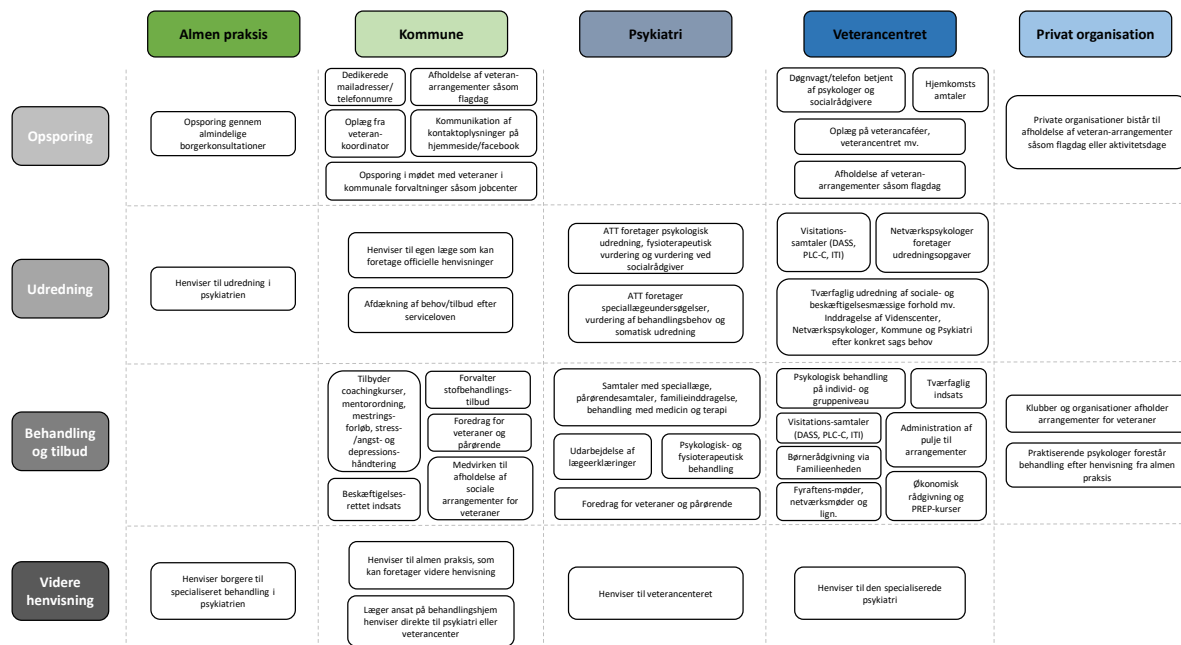 Almen praksis
Kommune
Psykiatri
Veterancentret
Privat organisation
Opsporing
Opsporing gennem
almindelige
borgerkonsultationer
Dedikerede
mailadresser/
telefonnumre
Afholdelse af veteran-
arrangementer såsom
flagdag
Oplæg fra
veteran-
koordinator
Kommunikation af
kontaktoplysninger på
hjemmeside/facebook
Opsporing i mødet med veteraner i
kommunale forvaltninger såsom jobcenter
Døgnvagt/telefon betjent
af psykologer og
socialrådgivere
Hjemkomsts
amtaler
Oplæg på veterancaféer,
veterancentret mv.
Afholdelse af veteran-
arrangementer såsom flagdag
Private organisationer bistår til
afholdelse af veteran-arrangementer
såsom flagdag eller aktivitetsdage
Udredning
Henviser til udredning i
psykiatrien
Henviser til egen læge som kan
foretage officielle henvisninger
Afdækning af behov/tilbud efter
serviceloven
ATT foretager psykologisk
udredning, fysioterapeutisk
vurdering og vurdering ved
socialrådgiver
ATT foretager
speciallægeundersøgelser,
vurdering af behandlingsbehov og
somatisk udredning
Visitations-
samtaler (DASS,
PLC-C, ITI)
Netværkspsykologer
foretager
udredningsopgaver
Tværfaglig udredning af sociale- og
beskæftigelsesmæssige forhold mv.
Inddragelse af Videnscenter,
Netværkspsykologer, Kommune og Psykiatri
efter konkret sags behov
Behandling
og tilbud
Tilbyder
coachingkurser,
mentorordning,
mestrings-
forløb, stress-
/angst- og
depressions-
håndtering
Forvalter
stofbehandlings-
tilbud
Foredrag for
veteraner og
pårørende
Beskæftigelses-
rettet indsats
Medvirken til
afholdelse af
sociale
arrangementer for
veteraner
Samtaler med speciallæge,
pårørendesamtaler, familieinddragelse,
behandling med medicin og terapi
Udarbejdelse af
lægeerklæringer
Psykologisk- og
fysioterapeutisk
behandling
Foredrag for veteraner og pårørende
Psykologisk behandling
på individ- og
gruppeniveau
Tværfaglig
indsats
Visitations-samtaler
(DASS, PLC-C, ITI)
Administration af
pulje til
arrangementer
Børnerådgivning via
Familieenheden
Fyraftens-møder,
netværksmøder og
lign.
Økonomisk
rådgivning og
PREP-kurser
Klubber og organisationer afholder
arrangementer for veteraner
Praktiserende psykologer forestår
behandling efter henvisning fra almen
praksis
Videre
henvisning
Henviser borgere til
specialiseret behandling i
psykiatrien
Henviser til almen praksis, som
kan foretager videre henvisning
Læger ansat på behandlingshjem
henviser direkte til psykiatri eller
veterancenter
Henviser til veterancenteret
Henviser til den specialiserede
psykiatri